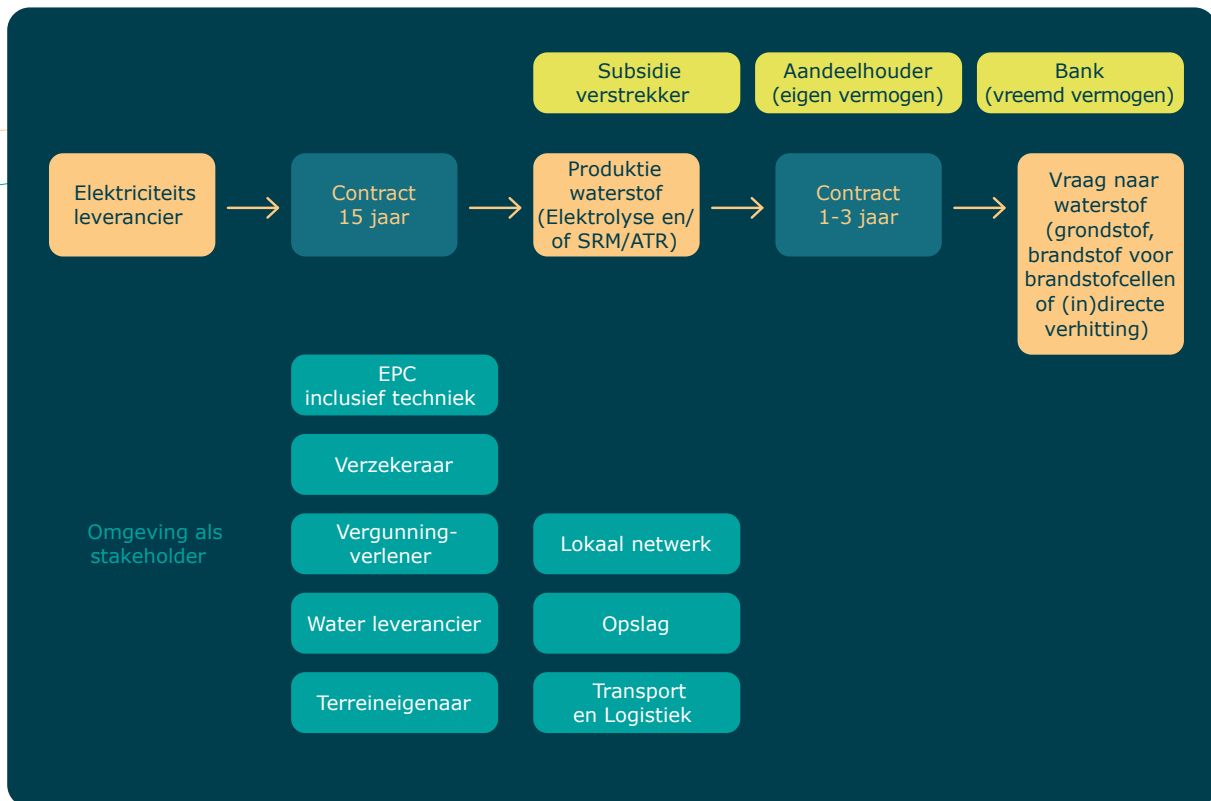 Subsidie
verstrekker
Aandeelhouder
(eigen vermogen)
Bank
(vreemd vermogen)
Elektriciteits
leverancier
Contract
15 jaar
Produktie
waterstof
(Elektrolyse en/
of SRM/ATR)
Contract
1-3 jaar
Vraag naar
waterstof
(grondstof,
brandstof voor
brandstofcellen
of (in)directe
verhitting)
EPC
inclusief techniek
Verzekeraar
Omgeving als
stakeholder
Vergunning-
verlener
Lokaal netwerk
Water leverancier
Opslag
Terreineigenaar
Transport
en Logistiek